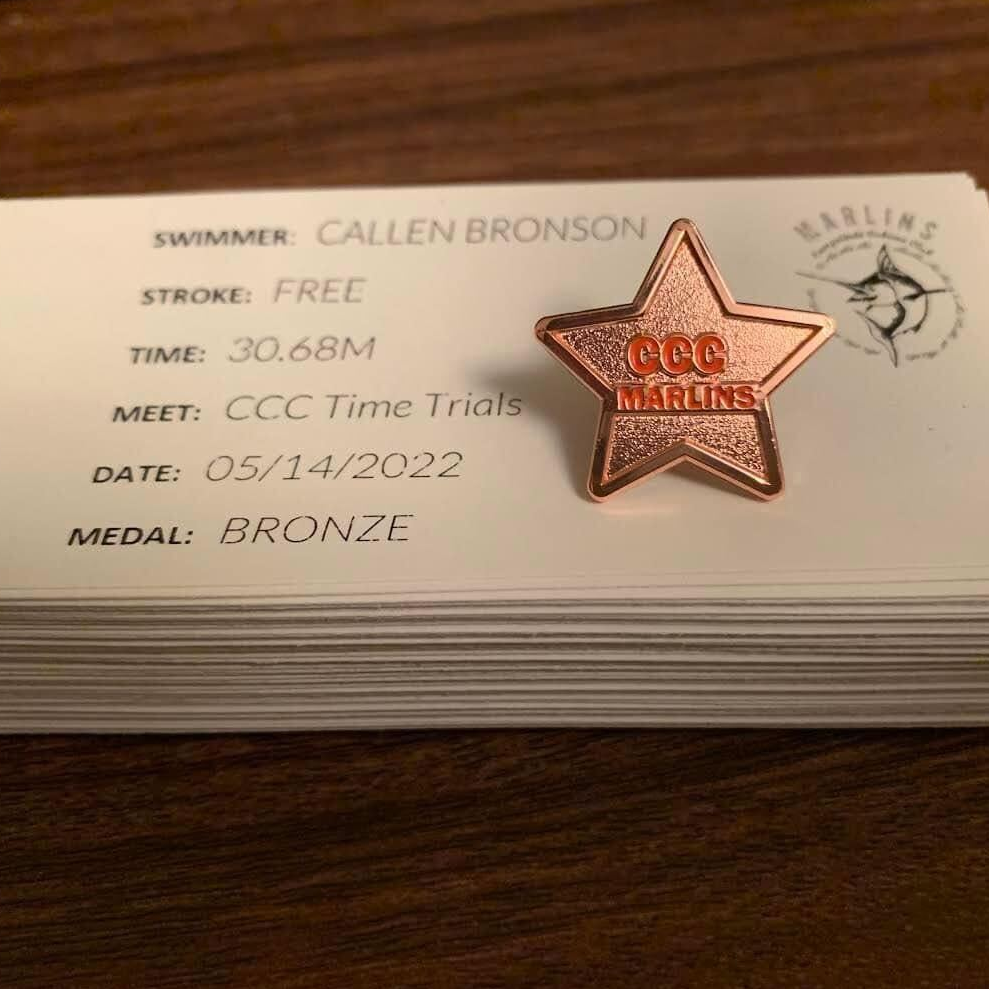 SWIMMER: CALLEN BRONSON
STROKE: FREE
TIME: 30.68M
MEET: CCC Time Trials
DATE: 05/14/2022
MEDAL: BRONZE
CCC
MARLINS
MARLINS